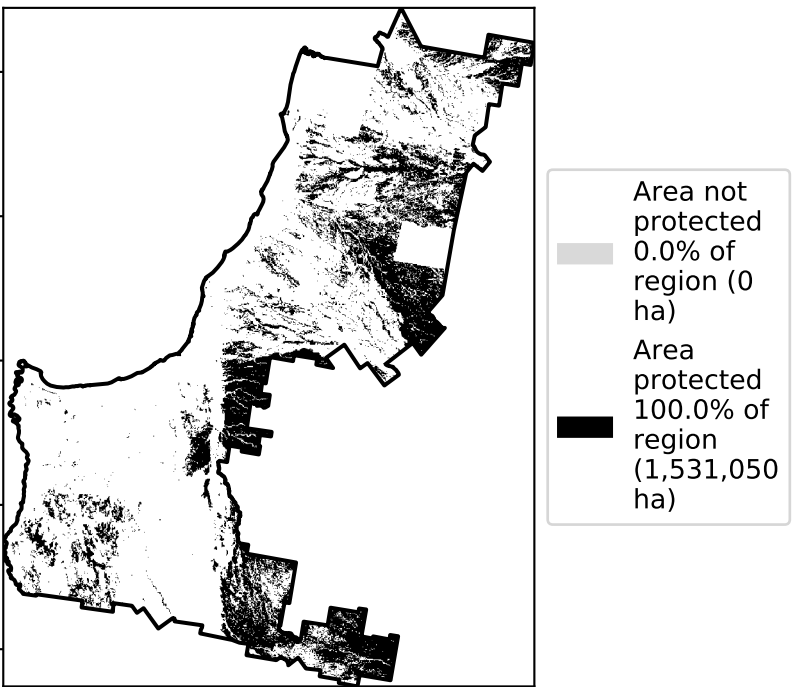 Area not
protected
0.0% of
region (0
ha)
Area
protected
100.0% of
region
(1,531,050
ha)